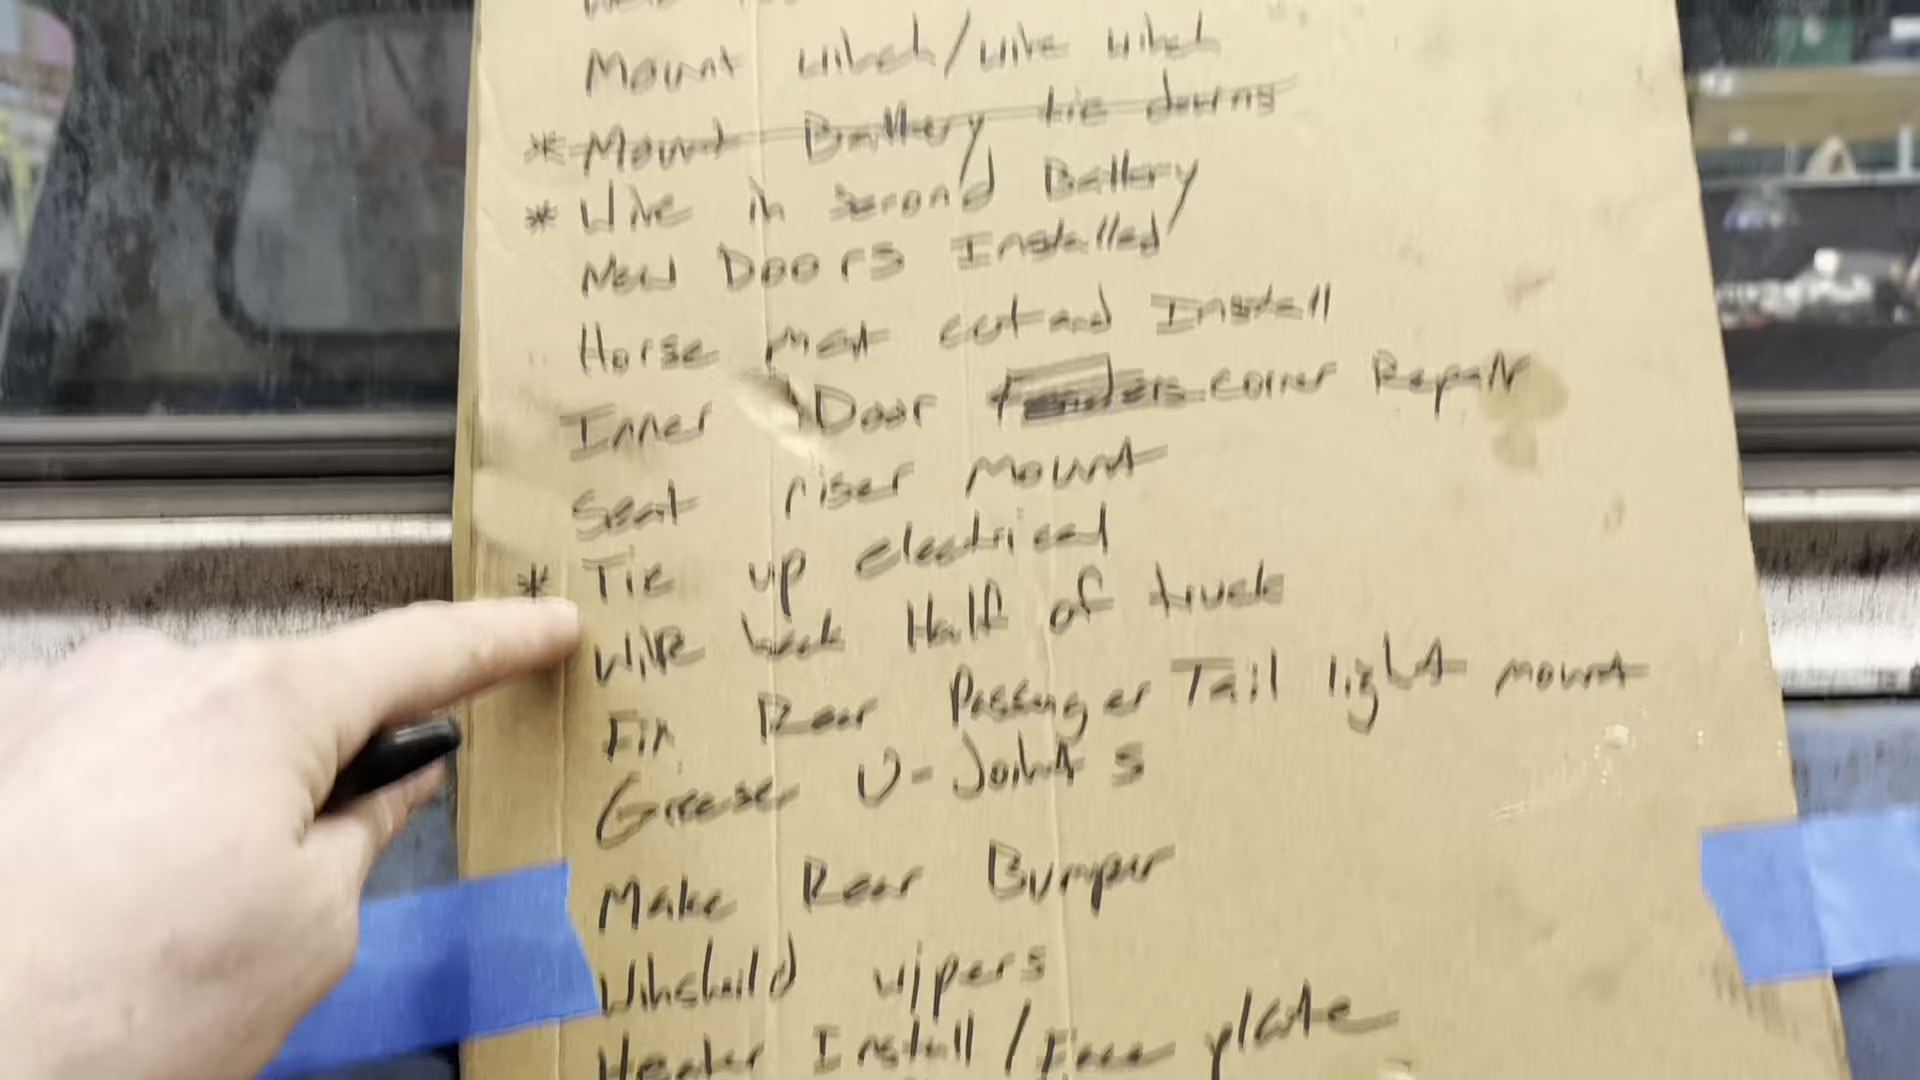 Mount Winch/Wire Winch
* Mount Battery tie downs
* Wire in Second Battery
New Doors Installed
Horse mat cut and Install
Inner Door corner Repair
Seat riser mount
* Tie up electrical
Wire back Half of truck
Fix Rear Passenger Tail light mount
Grease U-Joints
Make Rear Bumper
Winsheild wipers
Heater Install / Face plate